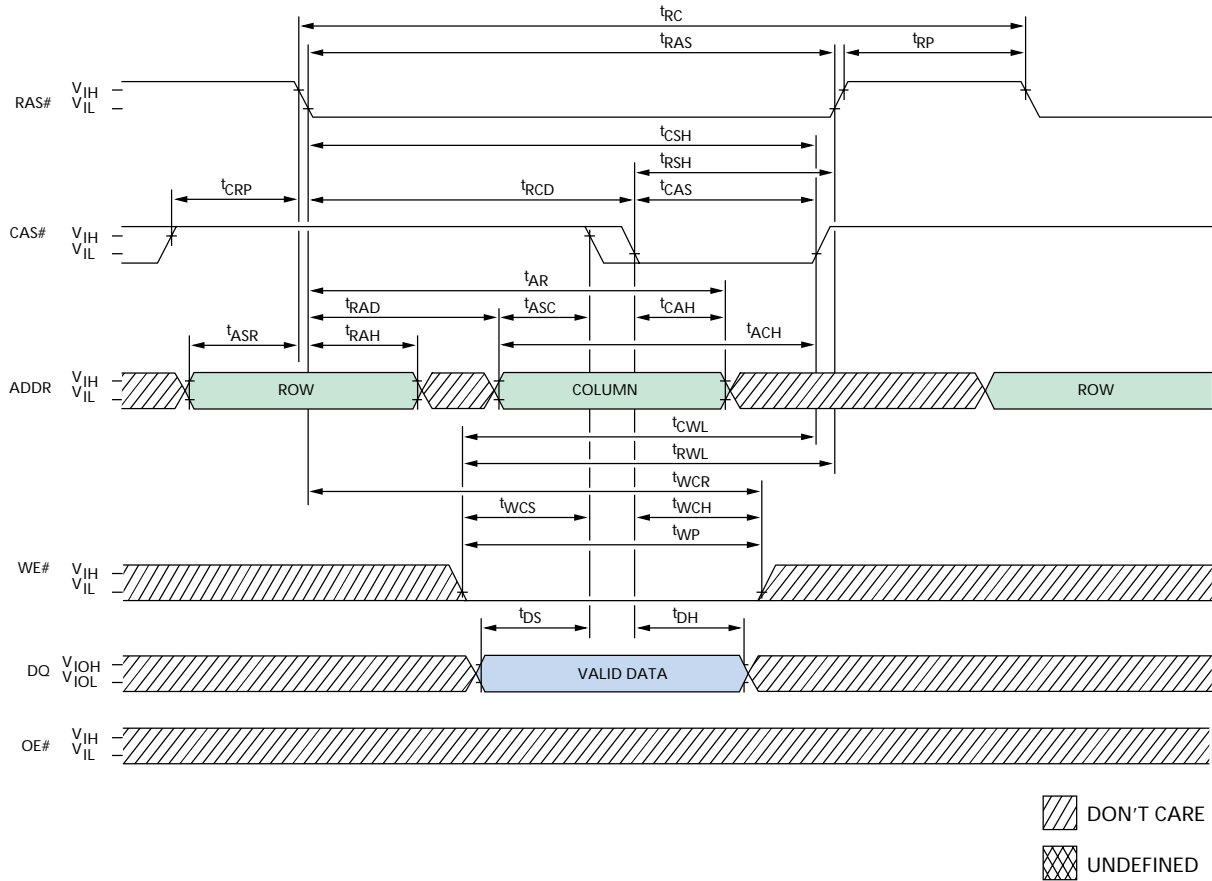 tRC
tRAS
tRP
RAS#
VIH
VIL
tCSH
tRSH
tCRP
tRCD
tCAS
CAS#
VIH
VIL
tAR
tRAD
tASC
tCAH
tASR
tRAH
tACH
ADDR
VIH
VIL
ROW
COLUMN
ROW
tCWL
tRWL
tWCR
tWCS
tWCH
tWP
WE#
VIH
VIL
tDS
tDH
DQ
VIOH
VIOL
VALID DATA
OE#
VIH
VIL
DON'T CARE
UNDEFINED